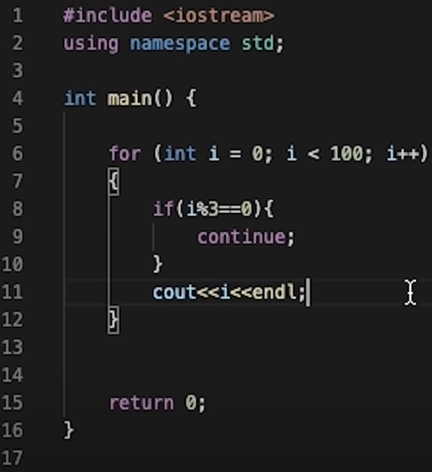 1 #include <iostream>
2 using namespace std;
3
4 int main() {
5
6 for (int i = 0; i < 100; i++)
7 {
8 if(i%3==0){
9 continue;
10 }
11 cout<<i<<endl;
12 }
13
14
15 return 0;
16 }
17